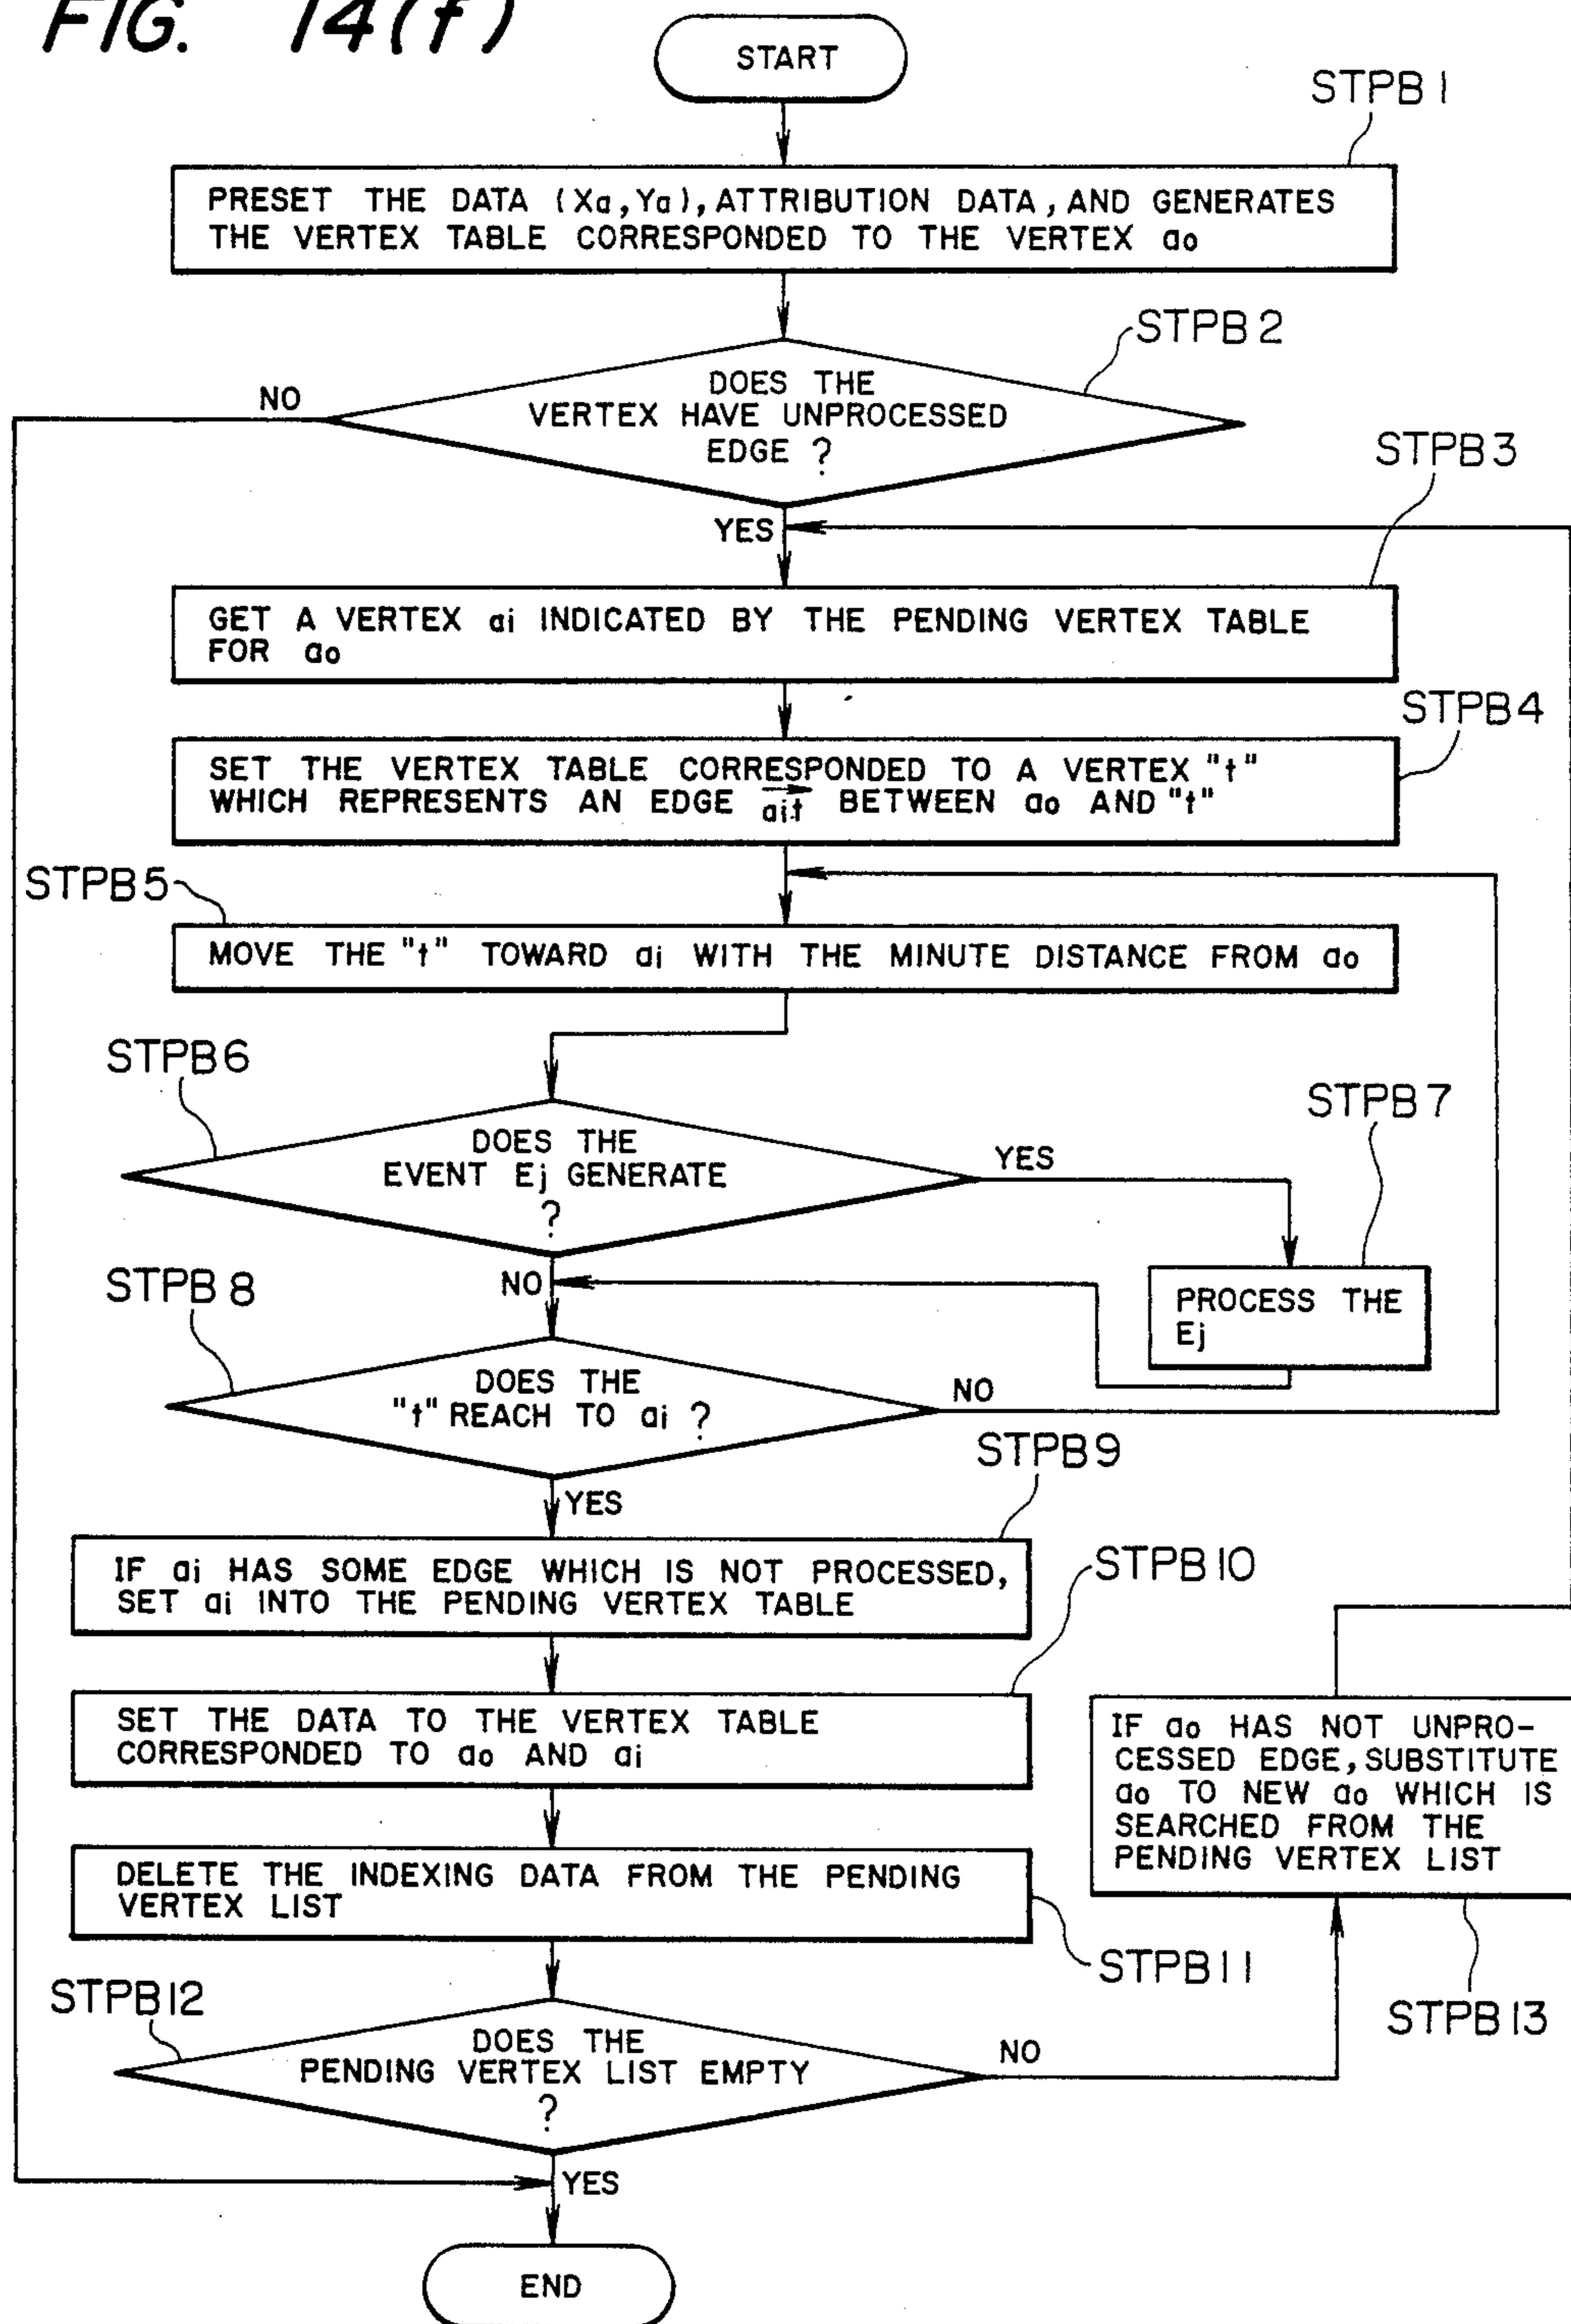 FIG. 14(f)
START
STPB1
PRESET THE DATA (Xa,Ya), ATTRIBUTION DATA, AND GENERATES
THE VERTEX TABLE CORRESPONDED TO THE VERTEX ao
STPB2
DOES THE
VERTEX HAVE UNPROCESSED
EDGE ?
NO
YES
STPB3
GET A VERTEX ai INDICATED BY THE PENDING VERTEX TABLE
FOR ao
STPB4
SET THE VERTEX TABLE CORRESPONDED TO A VERTEX "t"
WHICH REPRESENTS AN EDGE ai.t BETWEEN ao AND "t"
STPB5
MOVE THE "t" TOWARD ai WITH THE MINUTE DISTANCE FROM ao
STPB6
DOES THE
EVENT Ej GENERATE
?
YES
STPB7
NO
PROCESS THE
Ej
STPB8
DOES THE
"t" REACH TO ai ?
NO
YES
STPB9
IF ai HAS SOME EDGE WHICH IS NOT PROCESSED,
SET ai INTO THE PENDING VERTEX TABLE
STPB10
SET THE DATA TO THE VERTEX TABLE
CORRESPONDED TO ao AND ai
IF ao HAS NOT UNPRO-
CESSED EDGE, SUBSTITUTE
ao TO NEW ao WHICH IS
SEARCHED FROM THE
PENDING VERTEX LIST
DELETE THE INDEXING DATA FROM THE PENDING
VERTEX LIST
STPB11
STPB12
STPB13
DOES THE
PENDING VERTEX LIST EMPTY
?
NO
YES
END